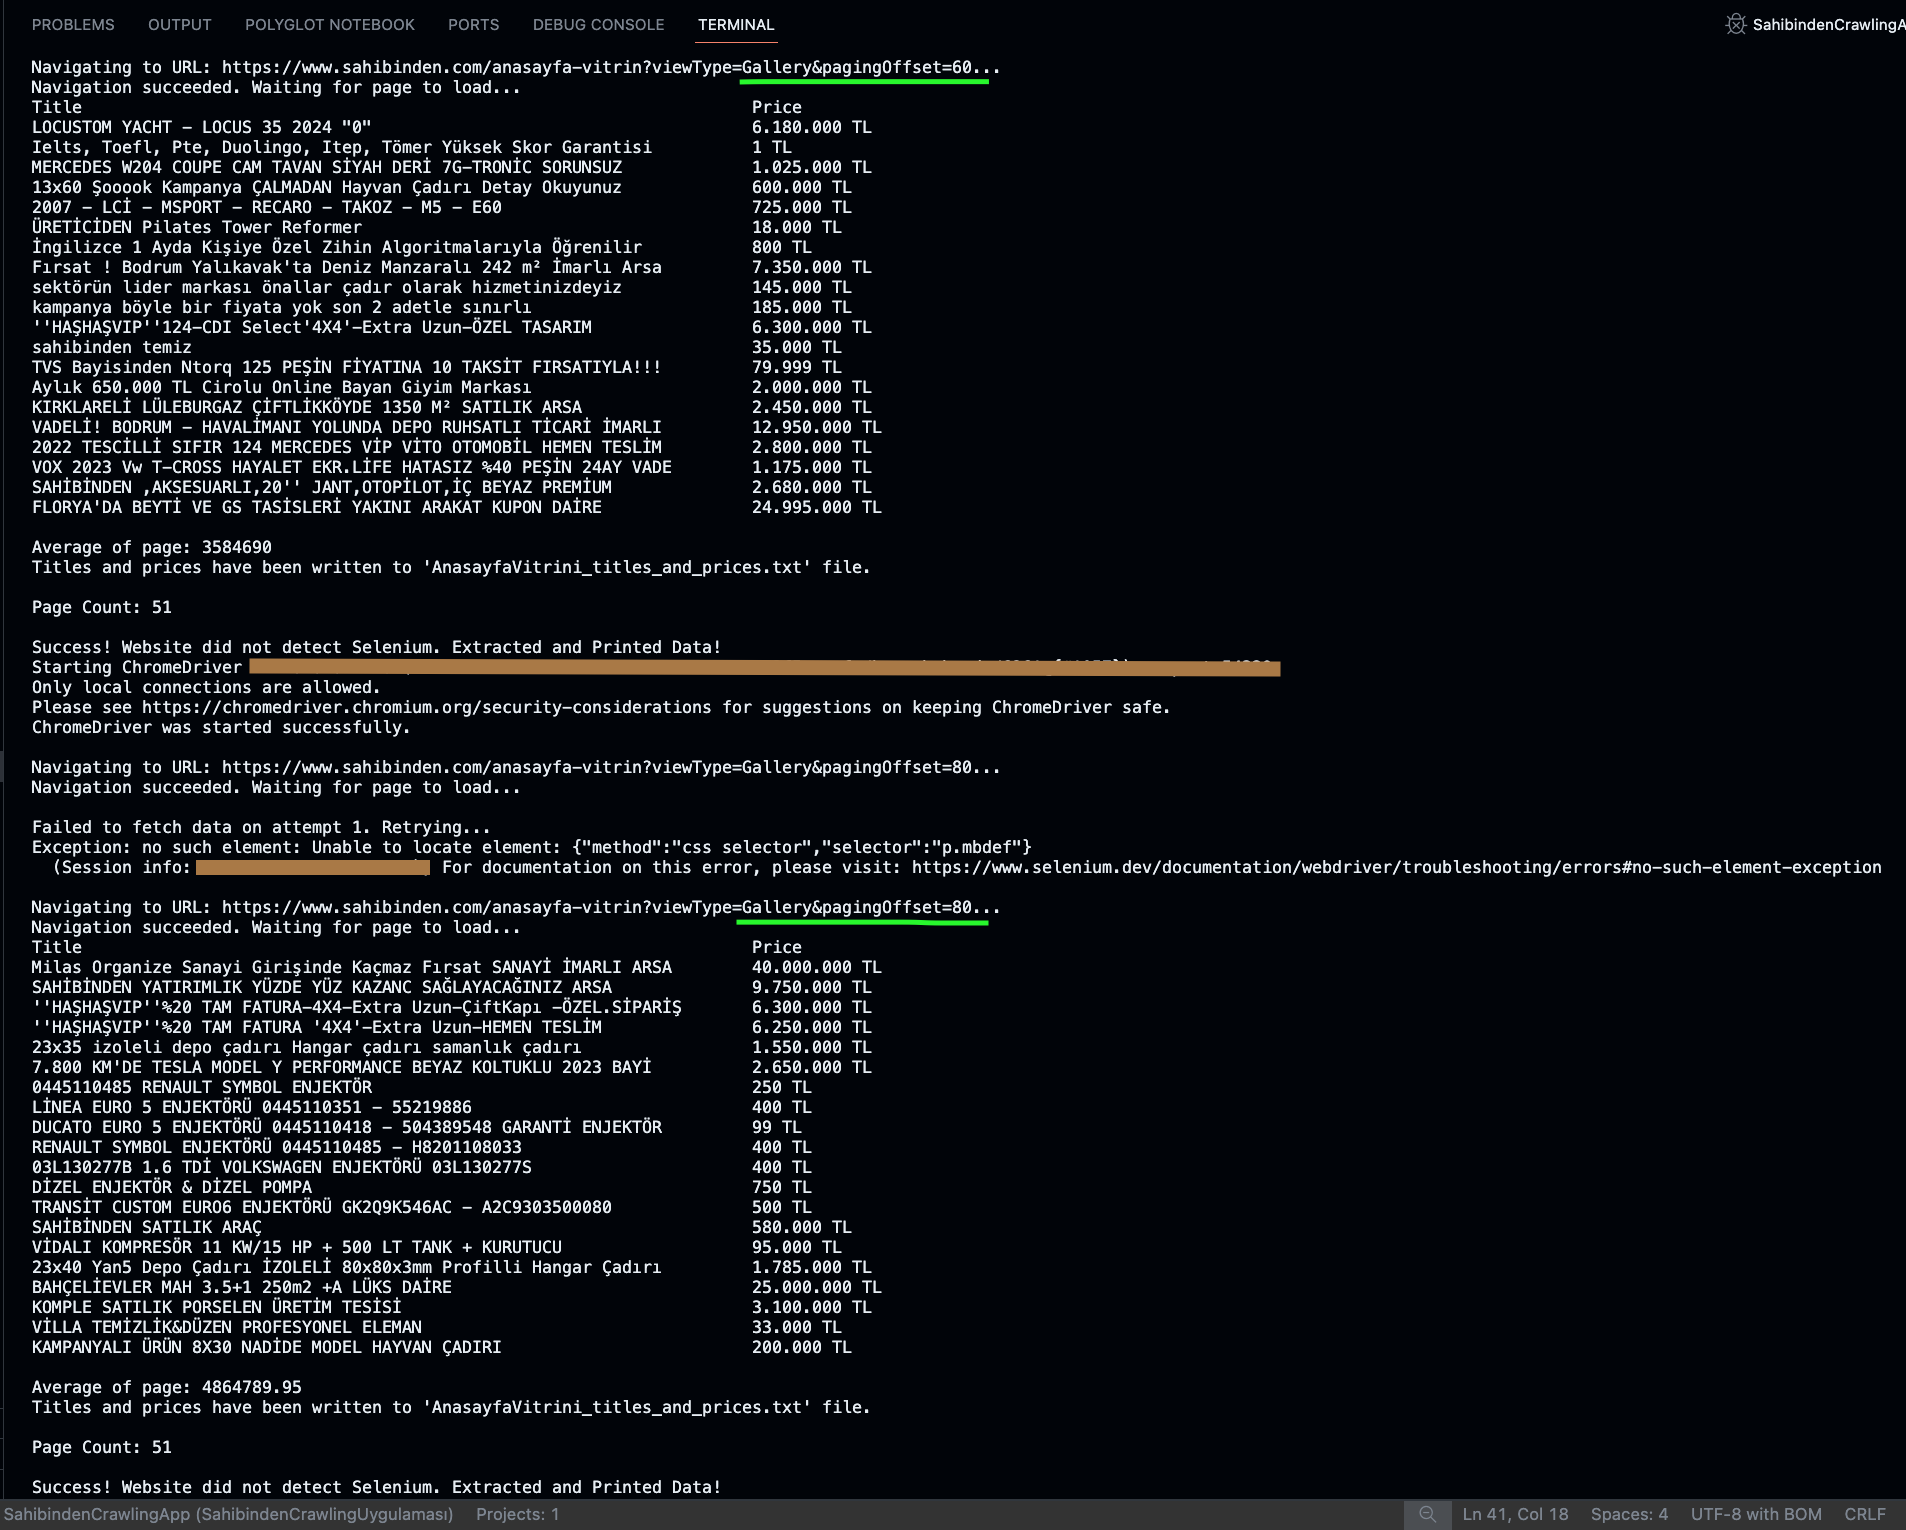 PROBLEMS OUTPUT POLYGLOT NOTEBOOK PORTS DEBUG CONSOLE TERMINAL SahibindenCrawlingA
Navigating to URL: https://www.sahibinden.com/anasayfa-vitrin?viewType=Gallery&pagingOffset=60...
Navigation succeeded. Waiting for page to load...
Title Price
LOCUSTOM YACHT - LOCUS 35 2024 "0" 6.180.000 TL
Ielts, Toefl, Pte, Duolingo, Itep, Tömer Yüksek Skor Garantisi 1 TL
MERCEDES W204 COUPE CAM TAVAN SİYAH DERİ 7G-TRONİC SORUNSUZ 1.025.000 TL
13x60 Şooook Kampanya ÇALMADAN Hayvan Çadırı Detay Okuyunuz 600.000 TL
2007 - LCİ - MSPORT - RECARO - TAKOZ - M5 - E60 725.000 TL
ÜRETİCİDEN Pilates Tower Reformer 18.000 TL
İngilizce 1 Ayda Kişiye Özel Zihin Algoritmalarıyla Öğrenilir 800 TL
Fırsat ! Bodrum Yalıkavak'ta Deniz Manzaralı 242 m² İmarlı Arsa 7.350.000 TL
sektörün lider markası önallar çadır olarak hizmetinizdeyiz 145.000 TL
kampanya böyle bir fiyata yok son 2 adetle sınırlı 185.000 TL
''HAŞHAŞVIP''124-CDI Select'4X4'-Extra Uzun-ÖZEL TASARIM 6.300.000 TL
sahibinden temiz 35.000 TL
TVS Bayisinden Ntorq 125 PEŞİN FİYATINA 10 TAKSİT FIRSATIYLA!!! 79.999 TL
Aylık 650.000 TL Cirolu Online Bayan Giyim Markası 2.000.000 TL
KIRKLARELİ LÜLEBURGAZ ÇİFTLİKKÖYDE 1350 M² SATILIK ARSA 2.450.000 TL
VADELİ! BODRUM - HAVALİMANI YOLUNDA DEPO RUHSATLI TİCARİ İMARLI 12.950.000 TL
2022 TESCİLLİ SIFIR 124 MERCEDES VİP VİTO OTOMOBİL HEMEN TESLİM 2.800.000 TL
VOX 2023 Vw T-CROSS HAYALET EKR.LİFE HATASIZ %40 PEŞİN 24AY VADE 1.175.000 TL
SAHİBİNDEN ,AKSESUARLI,20'' JANT,OTOPİLOT,İÇ BEYAZ PREMİUM 2.680.000 TL
FLORYA'DA BEYTİ VE GS TASİSLERİ YAKINI ARAKAT KUPON DAİRE 24.995.000 TL
Average of page: 3584690
Titles and prices have been written to 'AnasayfaVitrini_titles_and_prices.txt' file.
Page Count: 51
Success! Website did not detect Selenium. Extracted and Printed Data!
Starting ChromeDriver
Only local connections are allowed.
Please see https://chromedriver.chromium.org/security-considerations for suggestions on keeping ChromeDriver safe.
ChromeDriver was started successfully.
Navigating to URL: https://www.sahibinden.com/anasayfa-vitrin?viewType=Gallery&pagingOffset=80...
Navigation succeeded. Waiting for page to load...
Failed to fetch data on attempt 1. Retrying...
Exception: no such element: Unable to locate element: {"method":"css selector","selector":"p.mbdef"}
(Session info: For documentation on this error, please visit: https://www.selenium.dev/documentation/webdriver/troubleshooting/errors#no-such-element-exception
Navigating to URL: https://www.sahibinden.com/anasayfa-vitrin?viewType=Gallery&pagingOffset=80...
Navigation succeeded. Waiting for page to load...
Title Price
Milas Organize Sanayi Girişinde Kaçmaz Fırsat SANAYİ İMARLI ARSA 40.000.000 TL
SAHİBİNDEN YATIRIMLIK YÜZDE YÜZ KAZANC SAĞLAYACAĞINIZ ARSA 9.750.000 TL
''HAŞHAŞVIP''%20 TAM FATURA-4X4-Extra Uzun-ÇiftKapı -ÖZEL.SİPARİŞ 6.300.000 TL
''HAŞHAŞVIP''%20 TAM FATURA '4X4'-Extra Uzun-HEMEN TESLİM 6.250.000 TL
23x35 izoleli depo çadırı Hangar çadırı samanlık çadırı 1.550.000 TL
7.800 KM'DE TESLA MODEL Y PERFORMANCE BEYAZ KOLTUKLU 2023 BAYİ 2.650.000 TL
0445110485 RENAULT SYMBOL ENJEKTÖR 250 TL
LİNEA EURO 5 ENJEKTÖRÜ 0445110351 - 55219886 400 TL
DUCATO EURO 5 ENJEKTÖRÜ 0445110418 - 504389548 GARANTİ ENJEKTÖR 99 TL
RENAULT SYMBOL ENJEKTÖRÜ 0445110485 - H8201108033 400 TL
03L130277B 1.6 TDİ VOLKSWAGEN ENJEKTÖRÜ 03L130277S 400 TL
DİZEL ENJEKTÖR & DİZEL POMPA 750 TL
TRANSİT CUSTOM EURO6 ENJEKTÖRÜ GK2Q9K546AC - A2C9303500080 500 TL
SAHİBİNDEN SATILIK ARAÇ 580.000 TL
VİDALI KOMPRESÖR 11 KW/15 HP + 500 LT TANK + KURUTUCU 95.000 TL
23x40 Yan5 Depo Çadırı İZOLELİ 80x80x3mm Profilli Hangar Çadırı 1.785.000 TL
BAHÇELİEVLER MAH 3.5+1 250m2 +A LÜKS DAİRE 25.000.000 TL
KOMPLE SATILIK PORSELEN ÜRETİM TESİSİ 3.100.000 TL
VİLLA TEMİZLİK&DÜZEN PROFESYONEL ELEMAN 33.000 TL
KAMPANYALI ÜRÜN 8X30 NADİDE MODEL HAYVAN ÇADIRI 200.000 TL
Average of page: 4864789.95
Titles and prices have been written to 'AnasayfaVitrini_titles_and_prices.txt' file.
Page Count: 51
Success! Website did not detect Selenium. Extracted and Printed Data!
SahibindenCrawlingApp (SahibindenCrawlingUygulaması) Projects: 1 Ln 41, Col 18 Spaces: 4 UTF-8 with BOM CRLF